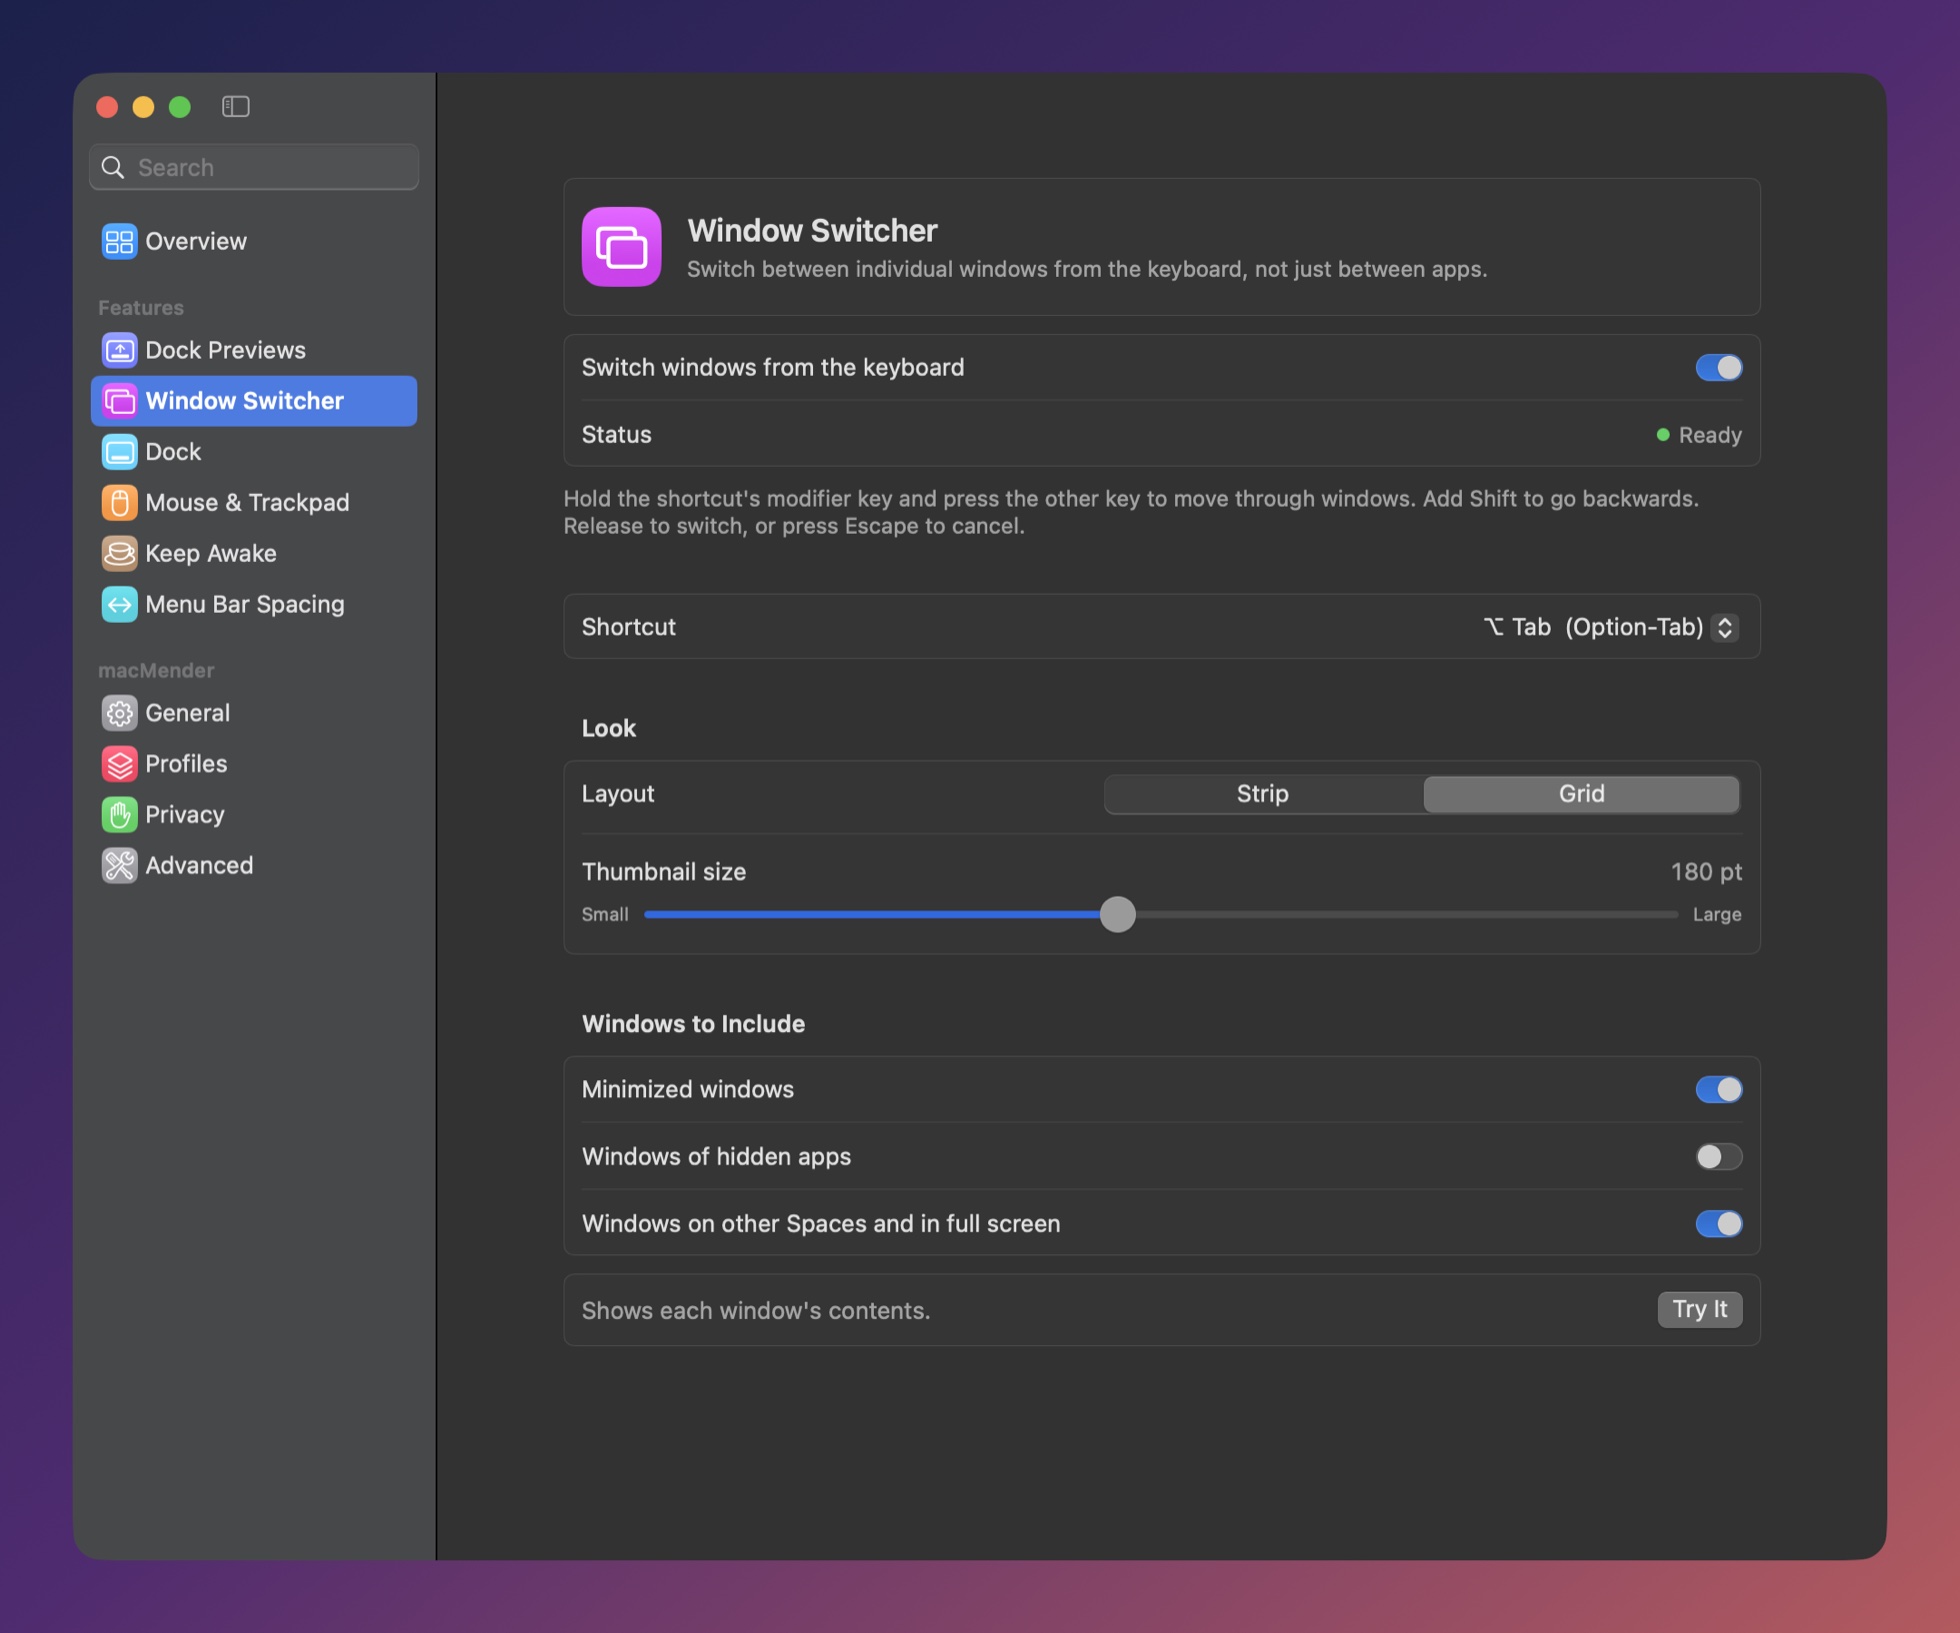 Search
Overview
Features
Dock Previews
Window Switcher
Dock
Mouse & Trackpad
Keep Awake
Menu Bar Spacing
macMender
General
Profiles
Privacy
Advanced
Window Switcher
Switch between individual windows from the keyboard, not just between apps.
Switch windows from the keyboard
Status
Ready
Hold the shortcut's modifier key and press the other key to move through windows. Add Shift to go backwards.
Release to switch, or press Escape to cancel.
Shortcut
⌥ Tab (Option-Tab)
Look
Layout
Strip
Grid
Thumbnail size
180 pt
Small
Large
Windows to Include
Minimized windows
Windows of hidden apps
Windows on other Spaces and in full screen
Shows each window's contents.
Try It